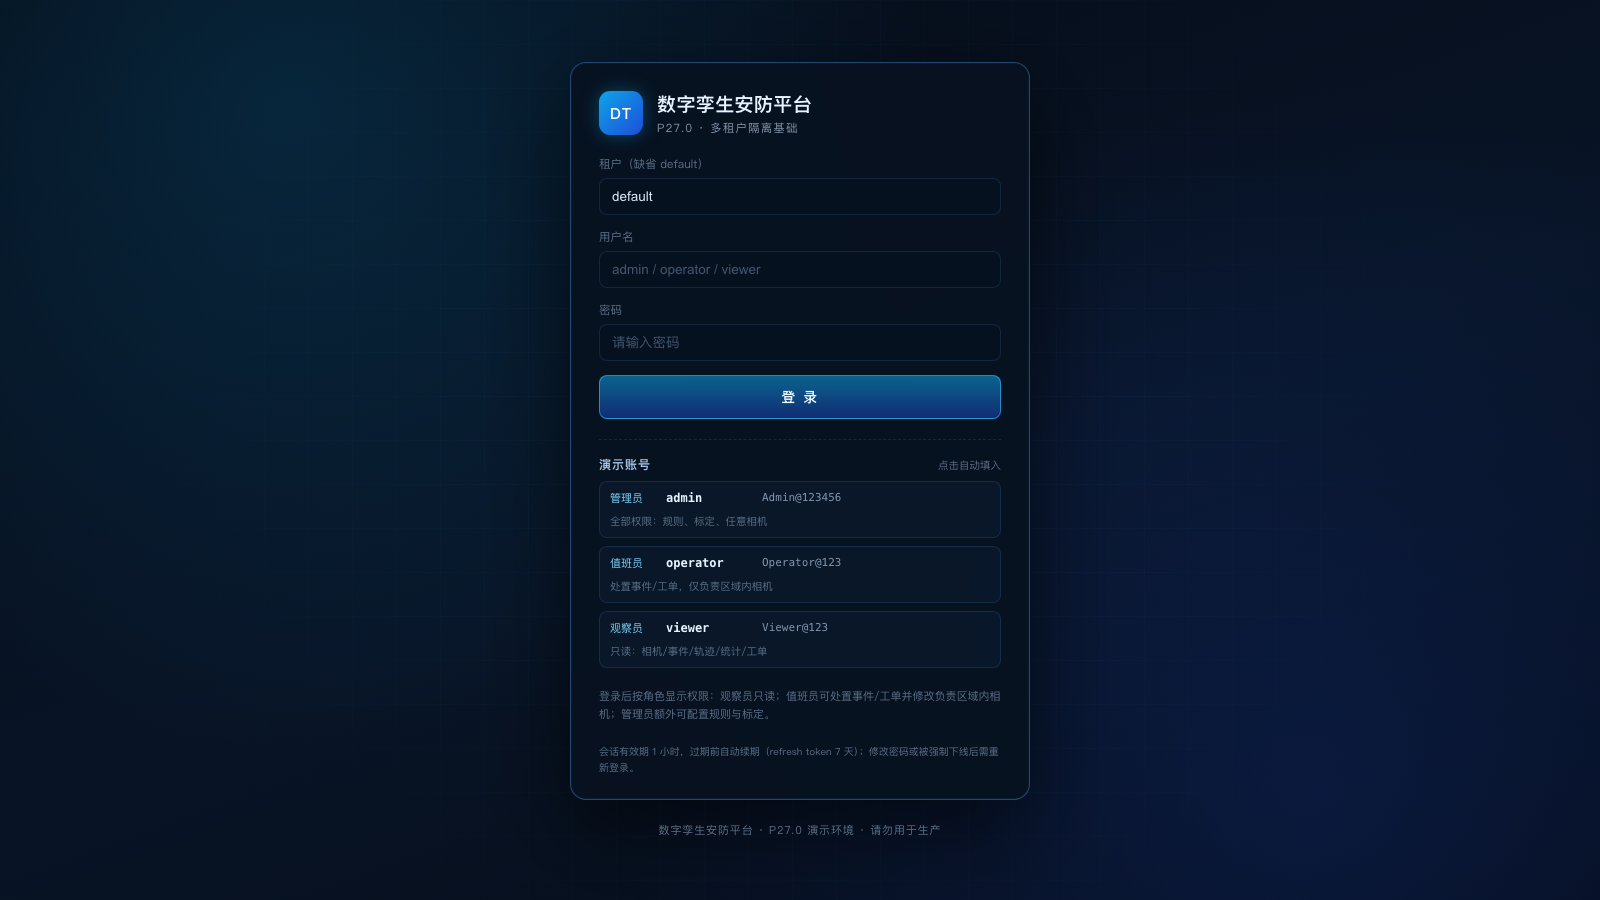 DT
数字孪生安防平台
P27.0 · 多租户隔离基础
租户（缺省 default）
default
用户名
admin / operator / viewer
密码
请输入密码
登 录
演示账号 点击自动填入
管理员 admin Admin@123456
全部权限：规则、标定、任意相机
值班员 operator Operator@123
处置事件/工单，仅负责区域内相机
观察员 viewer Viewer@123
只读：相机/事件/轨迹/统计/工单
登录后按角色显示权限：观察员只读；值班员可处置事件/工单并修改负责区域内相
机；管理员额外可配置规则与标定。
会话有效期 1 小时，过期前自动续期（refresh token 7 天）；修改密码或被强制下线后需重
新登录。
数字孪生安防平台 · P27.0 演示环境 · 请勿用于生产